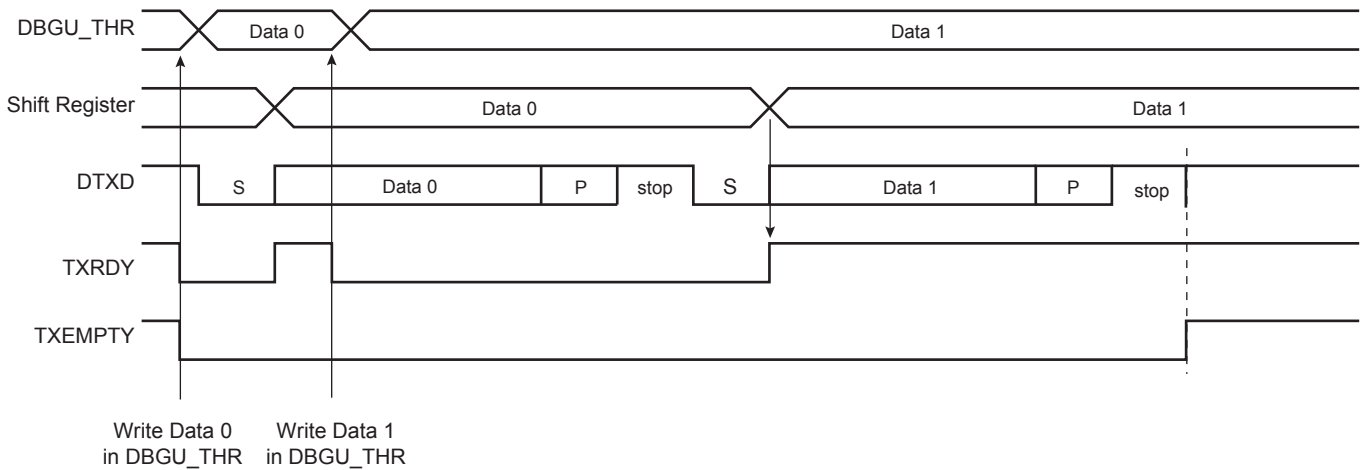 DBGU_THR Data 0 Data 1
Shift Register Data 0 Data 1
DTXD S Data 0 P stop S Data 1 P stop
TXRDY
TXEMPTY
Write Data 0
in DBGU_THR
Write Data 1
in DBGU_THR